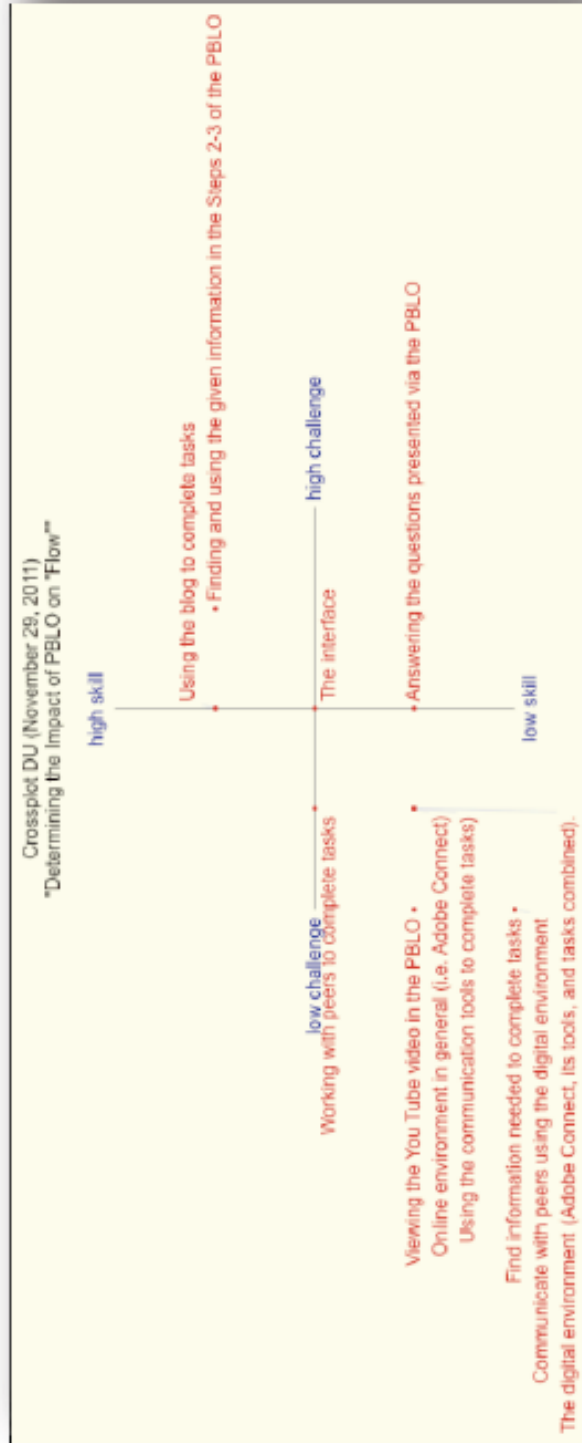 Crossplot DU (November 29, 2011)
"Determining the Impact of PBLO on "Flow""
high skill
Using the blog to complete tasks
• Finding and using the given information in the Steps 2-3 of the PBLO
high challenge
The interface
low challenge
Working with peers to complete tasks
Answering the questions presented via the PBLO
Viewing the You Tube video in the PBLO •
Online environment in general (i.e. Adobe Connect)
Using the communication tools to complete tasks)
low skill
Find information needed to complete tasks •
Communicate with peers using the digital environment
The digital environment (Adobe Connect, its tools, and tasks combined).